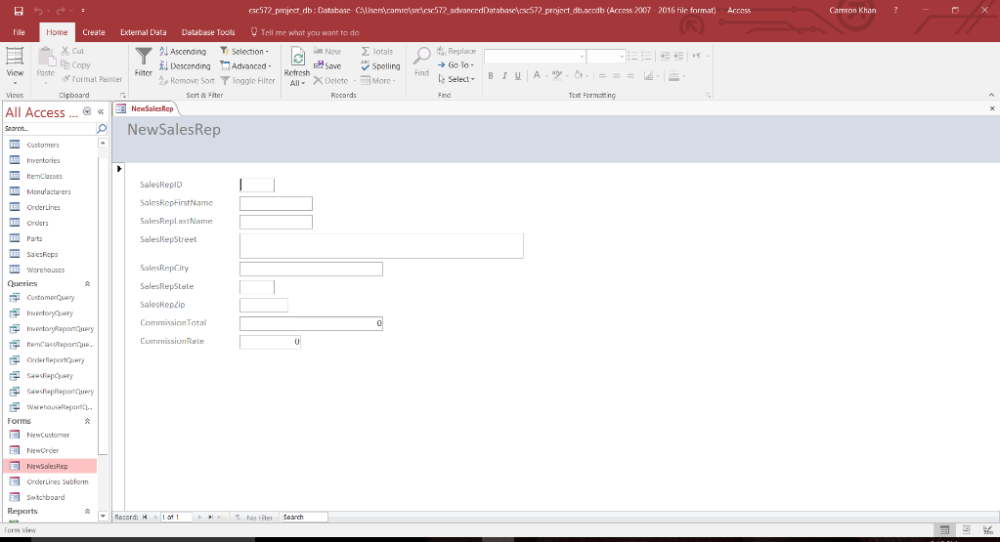 csc572_project_db : Database- C:\Users\camro\src\csc572_advancedDatabase\csc572_project_db.accdb (Access 2007 - 2016 file format) - Access
Camron Khan ?
File Home Create External Data Database Tools Tell me what you want to do
View
Paste
Cut
Copy
Format Painter
Clipboard
Filter
Ascending
Descending
Remove Sort
Selection
Advanced
Toggle Filter
Sort & Filter
Refresh All
New
Save
Delete
Totals
Spelling
More
Records
Find
Replace
Go To
Select
Find
B I U A
Text Formatting
All Access ...
Search...
Customers
Inventories
ItemClasses
Manufacturers
OrderLines
Orders
Parts
SalesReps
Warehouses
Queries
CustomerQuery
InventoryQuery
InventoryReportQuery
ItemClassReportQue...
OrderReportQuery
SalesRepQuery
SalesRepReportQuery
WarehouseReportQ...
Forms
NewCustomer
NewOrder
NewSalesRep
OrderLines Subform
Switchboard
Reports
NewSalesRep
NewSalesRep
SalesRepID
SalesRepFirstName
SalesRepLastName
SalesRepStreet
SalesRepCity
SalesRepState
SalesRepZip
CommissionTotal 0
CommissionRate 0
Record: 1 of 1 No Filter Search
Form View